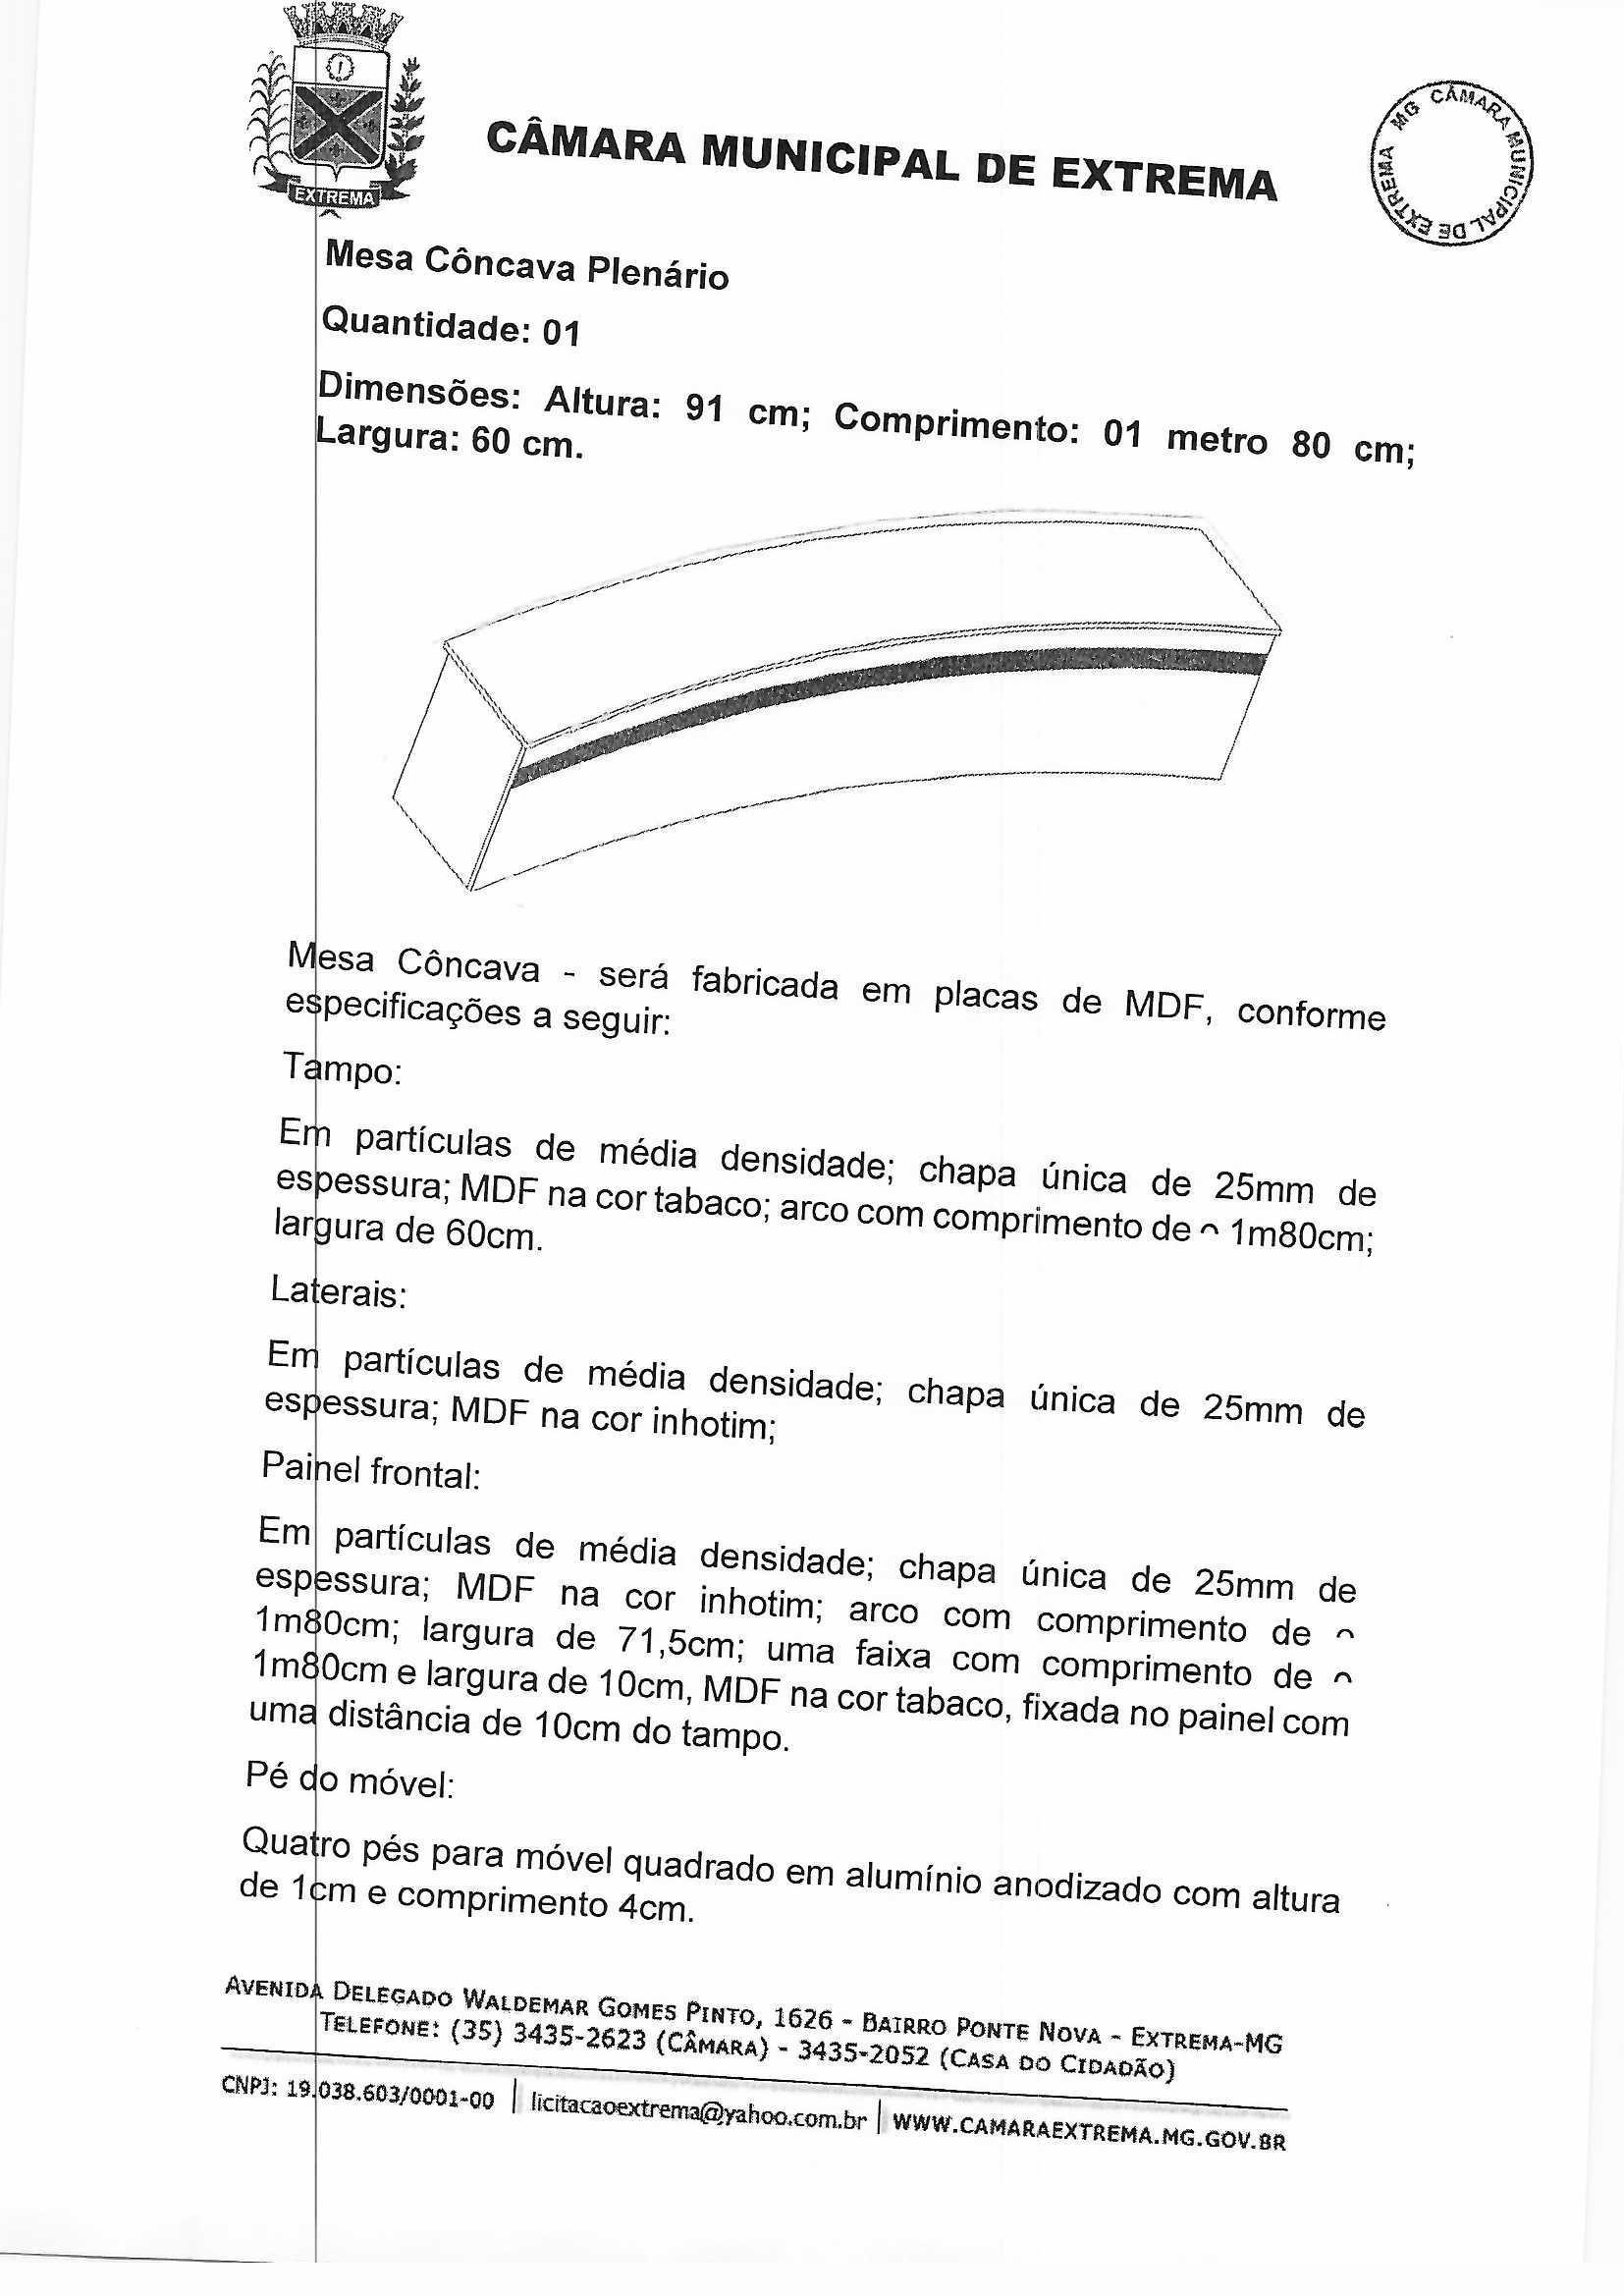 EXTREMA
CÂMARA MUNICIPAL DE EXTREMA
MG CÂMARA MUNICIPAL DE EXTREMA
Mesa Côncava Plenário
Quantidade: 01
Dimensões: Altura: 91 cm; Comprimento: 01 metro 80 cm;
Largura: 60 cm.
Mesa Côncava - será fabricada em placas de MDF, conforme
especificações a seguir:
Tampo:
Em partículas de média densidade; chapa única de 25mm de
espessura; MDF na cor tabaco; arco com comprimento de ᴖ 1m80cm;
largura de 60cm.
Laterais:
Em partículas de média densidade; chapa única de 25mm de
espessura; MDF na cor inhotim;
Painel frontal:
Em partículas de média densidade; chapa única de 25mm de
espessura; MDF na cor inhotim; arco com comprimento de ᴖ
1m80cm; largura de 71,5cm; uma faixa com comprimento de ᴖ
1m80cm e largura de 10cm, MDF na cor tabaco, fixada no painel com
uma distância de 10cm do tampo.
Pé do móvel:
Quatro pés para móvel quadrado em alumínio anodizado com altura
de 1cm e comprimento 4cm.
AVENIDA DELEGADO WALDEMAR GOMES PINTO, 1626 - BAIRRO PONTE NOVA - EXTREMA-MG
TELEFONE: (35) 3435-2623 (CÂMARA) - 3435-2052 (CASA DO CIDADÃO)
CNPJ: 19.038.603/0001-00 | licitacaoextrema@yahoo.com.br | WWW.CAMARAEXTREMA.MG.GOV.BR